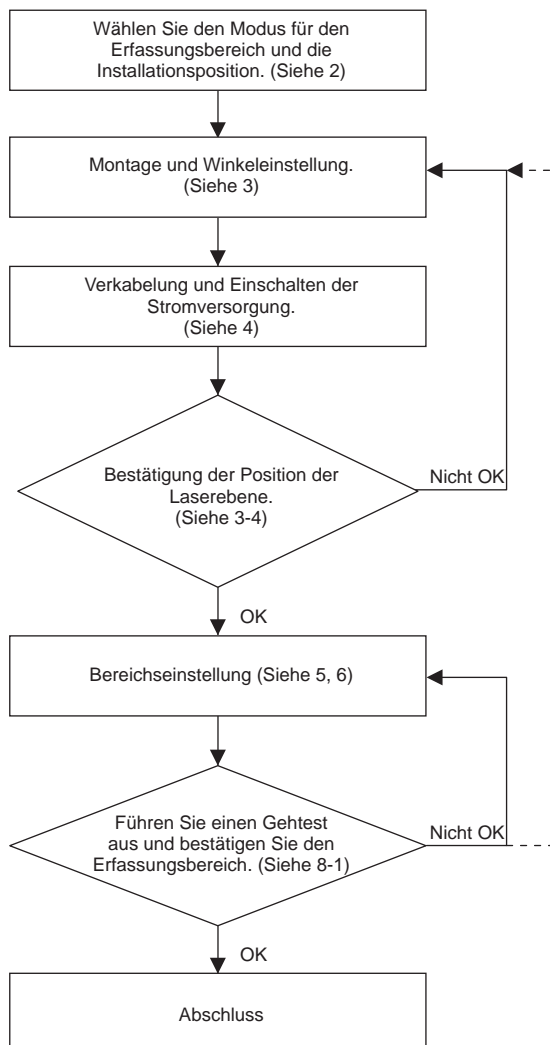 Wählen Sie den Modus für den
Erfassungsbereich und die
Installationsposition. (Siehe 2)
Montage und Winkeleinstellung.
(Siehe 3)
Verkabelung und Einschalten der
Stromversorgung.
(Siehe 4)
Bestätigung der Position der
Laserebene.
(Siehe 3-4)
Nicht OK
OK
Bereichseinstellung (Siehe 5, 6)
Führen Sie einen Gehtest
aus und bestätigen Sie den
Erfassungsbereich. (Siehe 8-1)
Nicht OK
OK
Abschluss